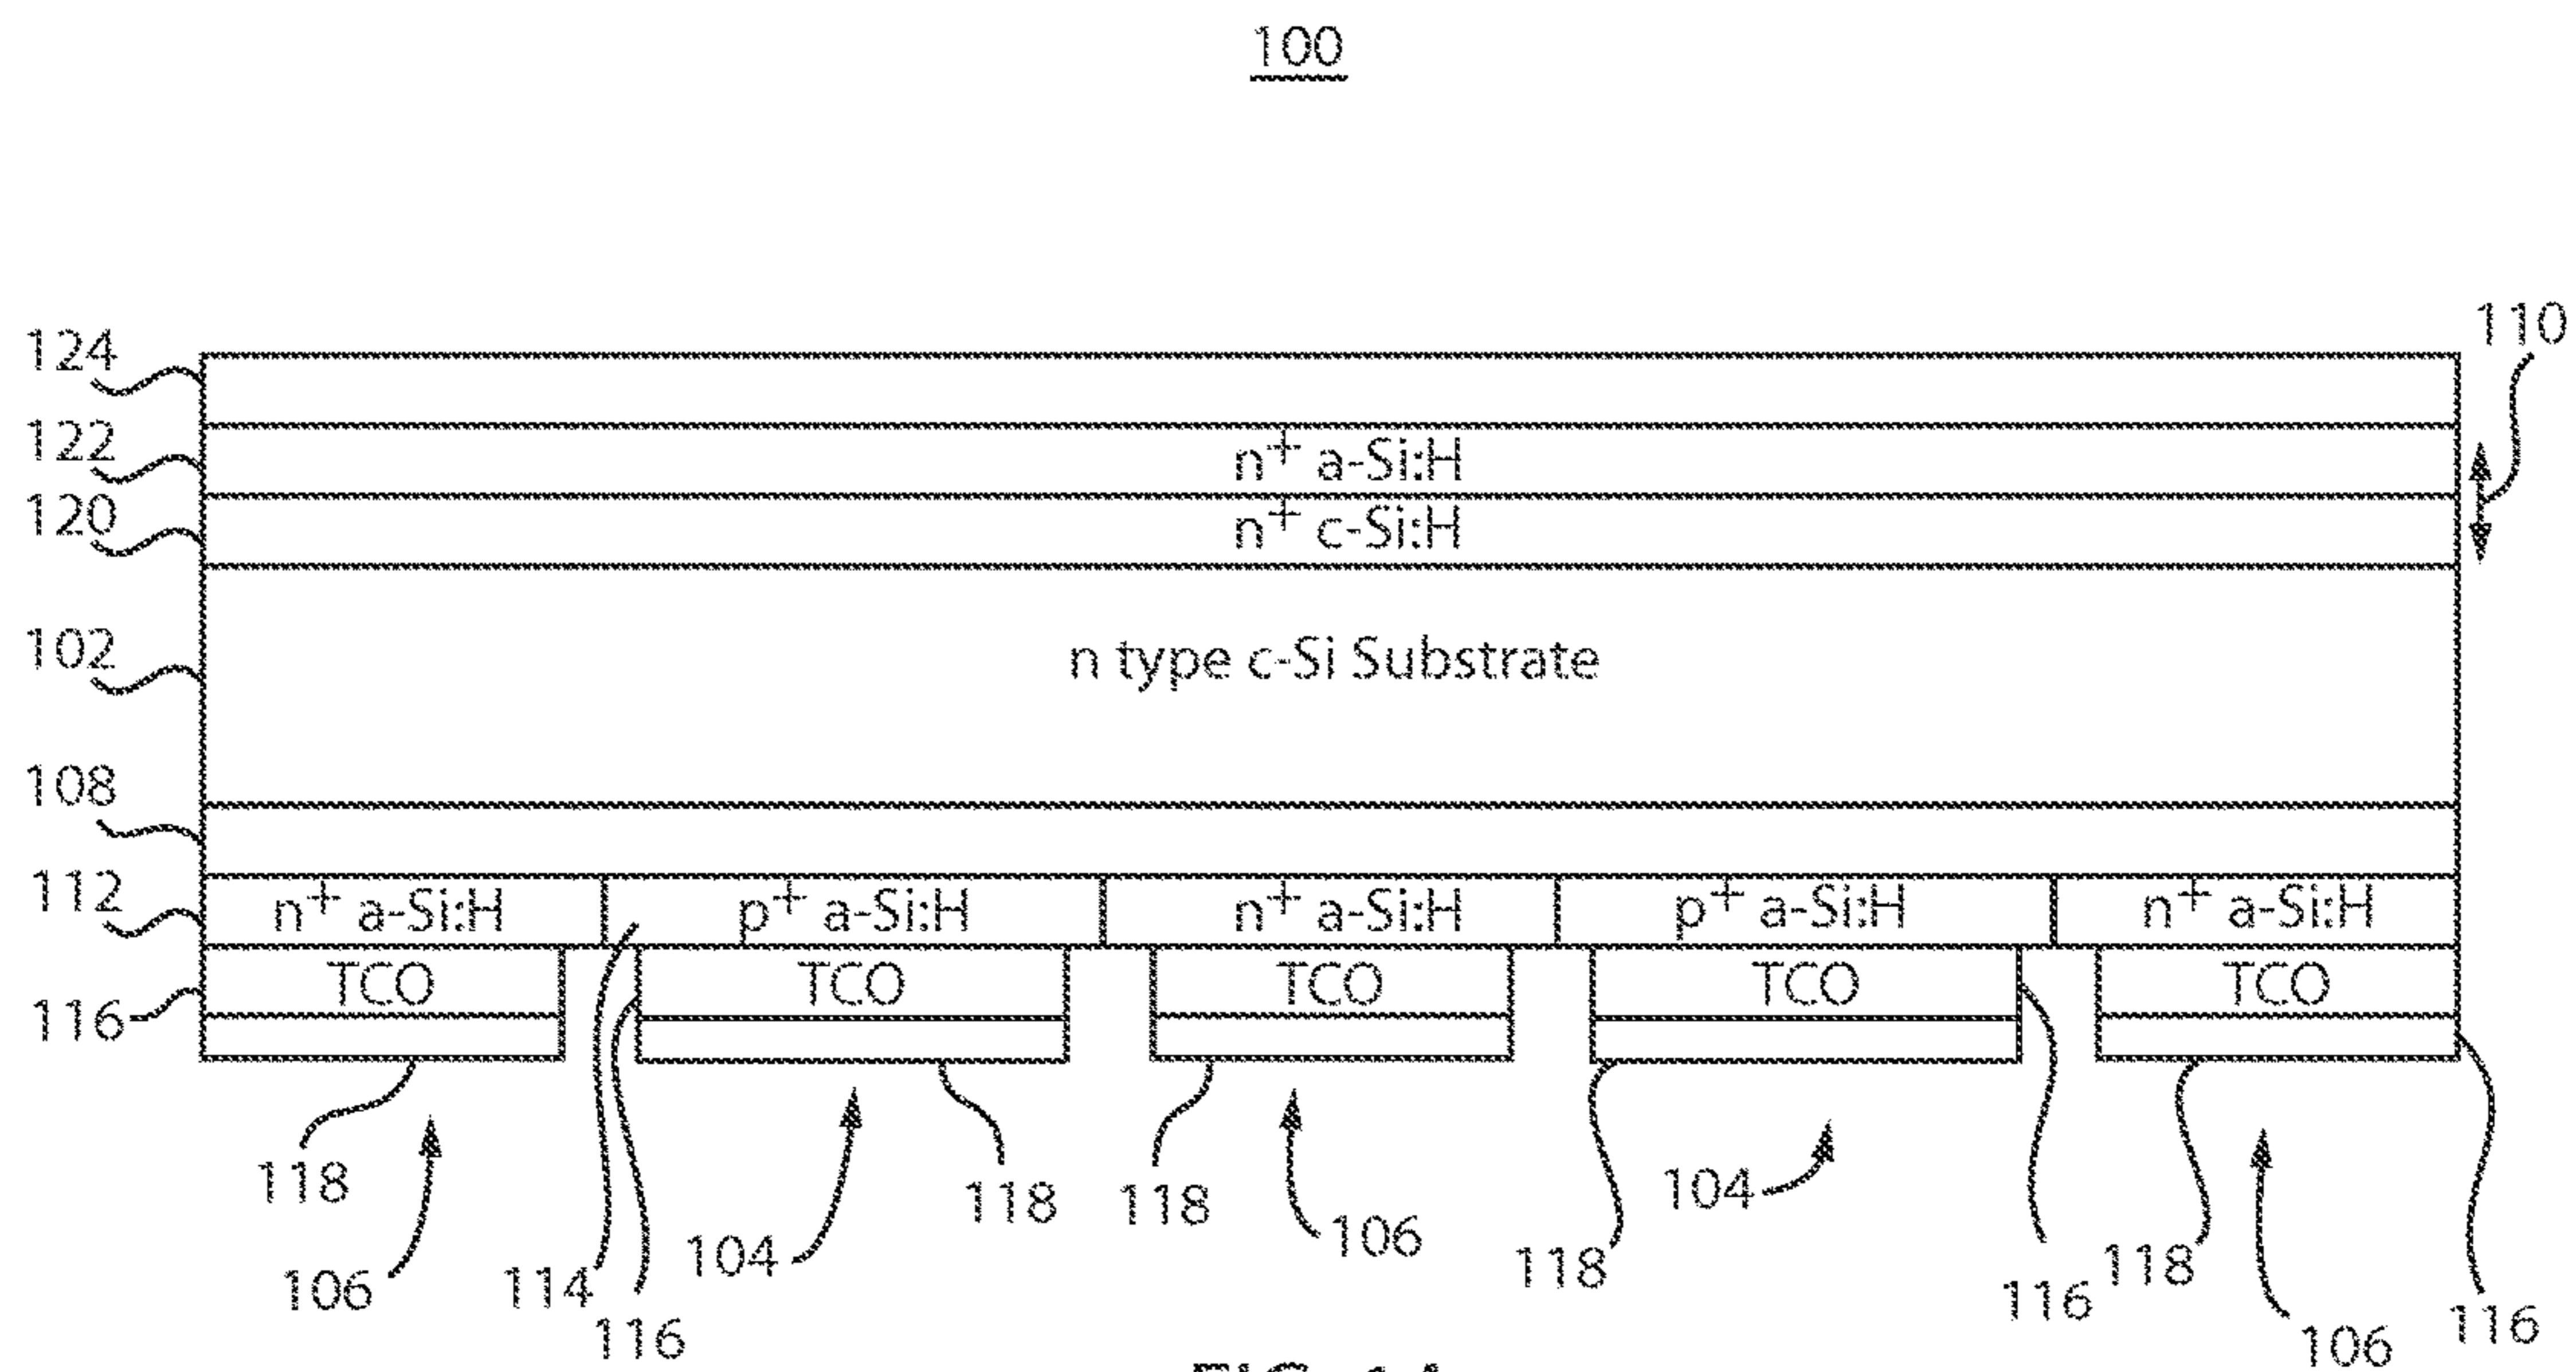 100
110
124
122
n+ a-Si:H
120
n+ c-Si:H
102
n type c-Si Substrate
108
112
n+ a-Si:H p+ a-Si:H n+ a-Si:H p+ a-Si:H n+ a-Si:H
TCO TCO TCO TCO TCO
116
118 118 118 104
106 114 104 106 118 116 118 116
116 106